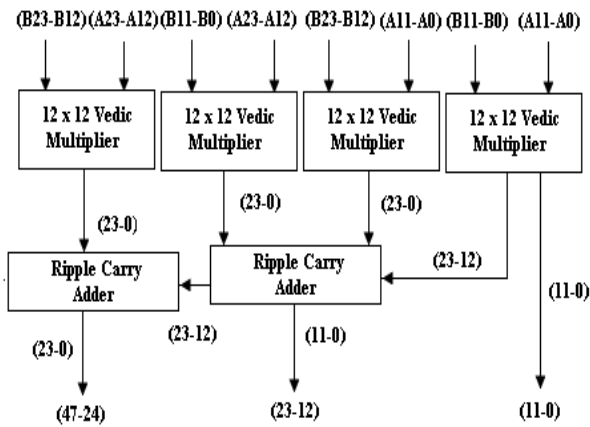 (B23-B12) (A23-A12) (B11-B0) (A23-A12) (B23-B12) (A11-A0) (B11-B0) (A11-A0)
12 x 12 Vedic
Multiplier
12 x 12 Vedic
Multiplier
12 x 12 Vedic
Multiplier
12 x 12 Vedic
Multiplier
(23-0)
(23-0)
(23-0)
Ripple Carry
Adder
Ripple Carry
Adder
(23-12)
(23-0)
(23-12)
(11-0)
(11-0)
(47-24)
(23-12)
(11-0)